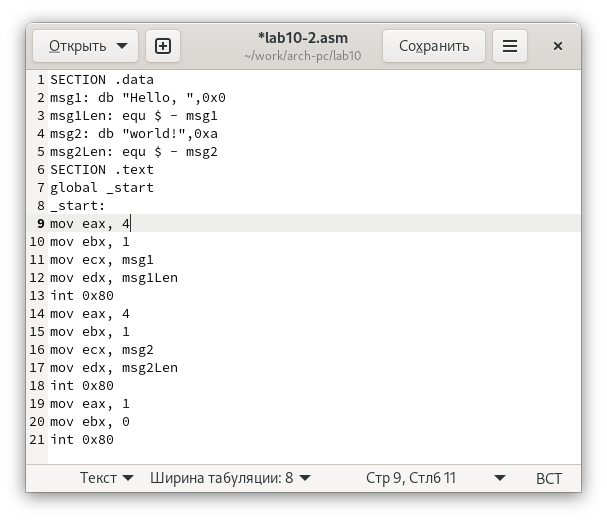 Открыть
*lab10-2.asm
~/work/arch-pc/lab10
Сохранить
1 SECTION .data
2 msg1: db "Hello, ",0x0
3 msg1Len: equ $ - msg1
4 msg2: db "world!",0xa
5 msg2Len: equ $ - msg2
6 SECTION .text
7 global _start
8 _start:
9 mov eax, 4
10 mov ebx, 1
11 mov ecx, msg1
12 mov edx, msg1Len
13 int 0x80
14 mov eax, 4
15 mov ebx, 1
16 mov ecx, msg2
17 mov edx, msg2Len
18 int 0x80
19 mov eax, 1
20 mov ebx, 0
21 int 0x80
Текст Ширина табуляции: 8 Стр 9, Стлб 11 ВСТ